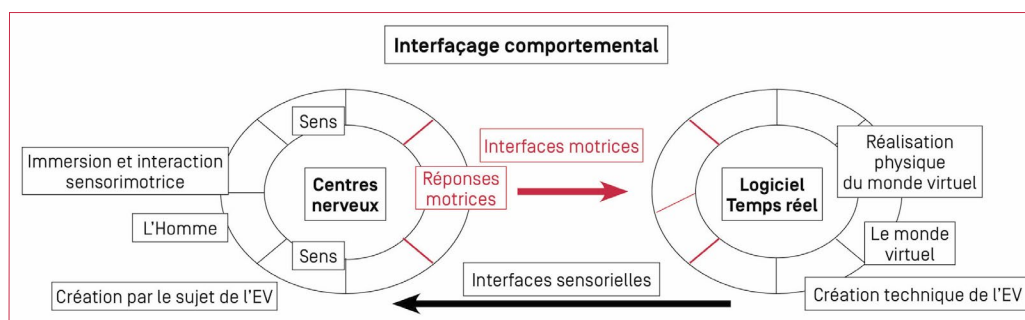 Interfaçage comportemental
Sens
Immersion et interaction
sensorimotrice
L'Homme
Centres
nerveux
Réponses
motrices
Sens
Création par le sujet de l'EV
Interfaces motrices
Interfaces sensorielles
Logiciel
Temps réel
Réalisation
physique
du monde virtuel
Le monde
virtuel
Création technique de l'EV